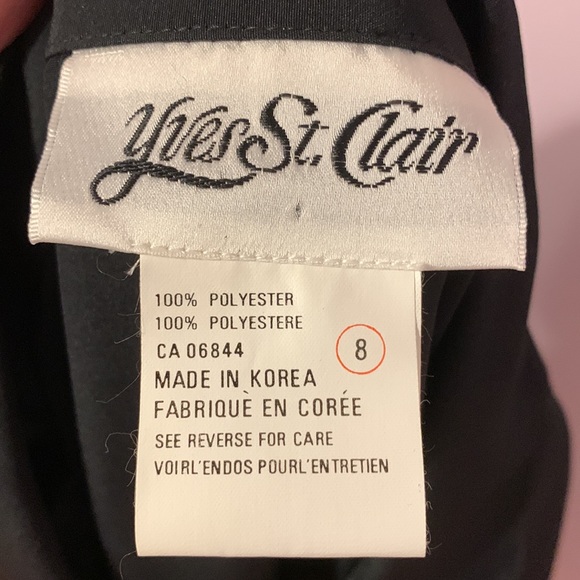 Yves St. Clair
100% POLYESTER
100% POLYESTERE
CA 06844
8
MADE IN KOREA
FABRIQUÈ EN CORÉE
SEE REVERSE FOR CARE
VOIRL'ENDOS POURL'ENTRETIEN